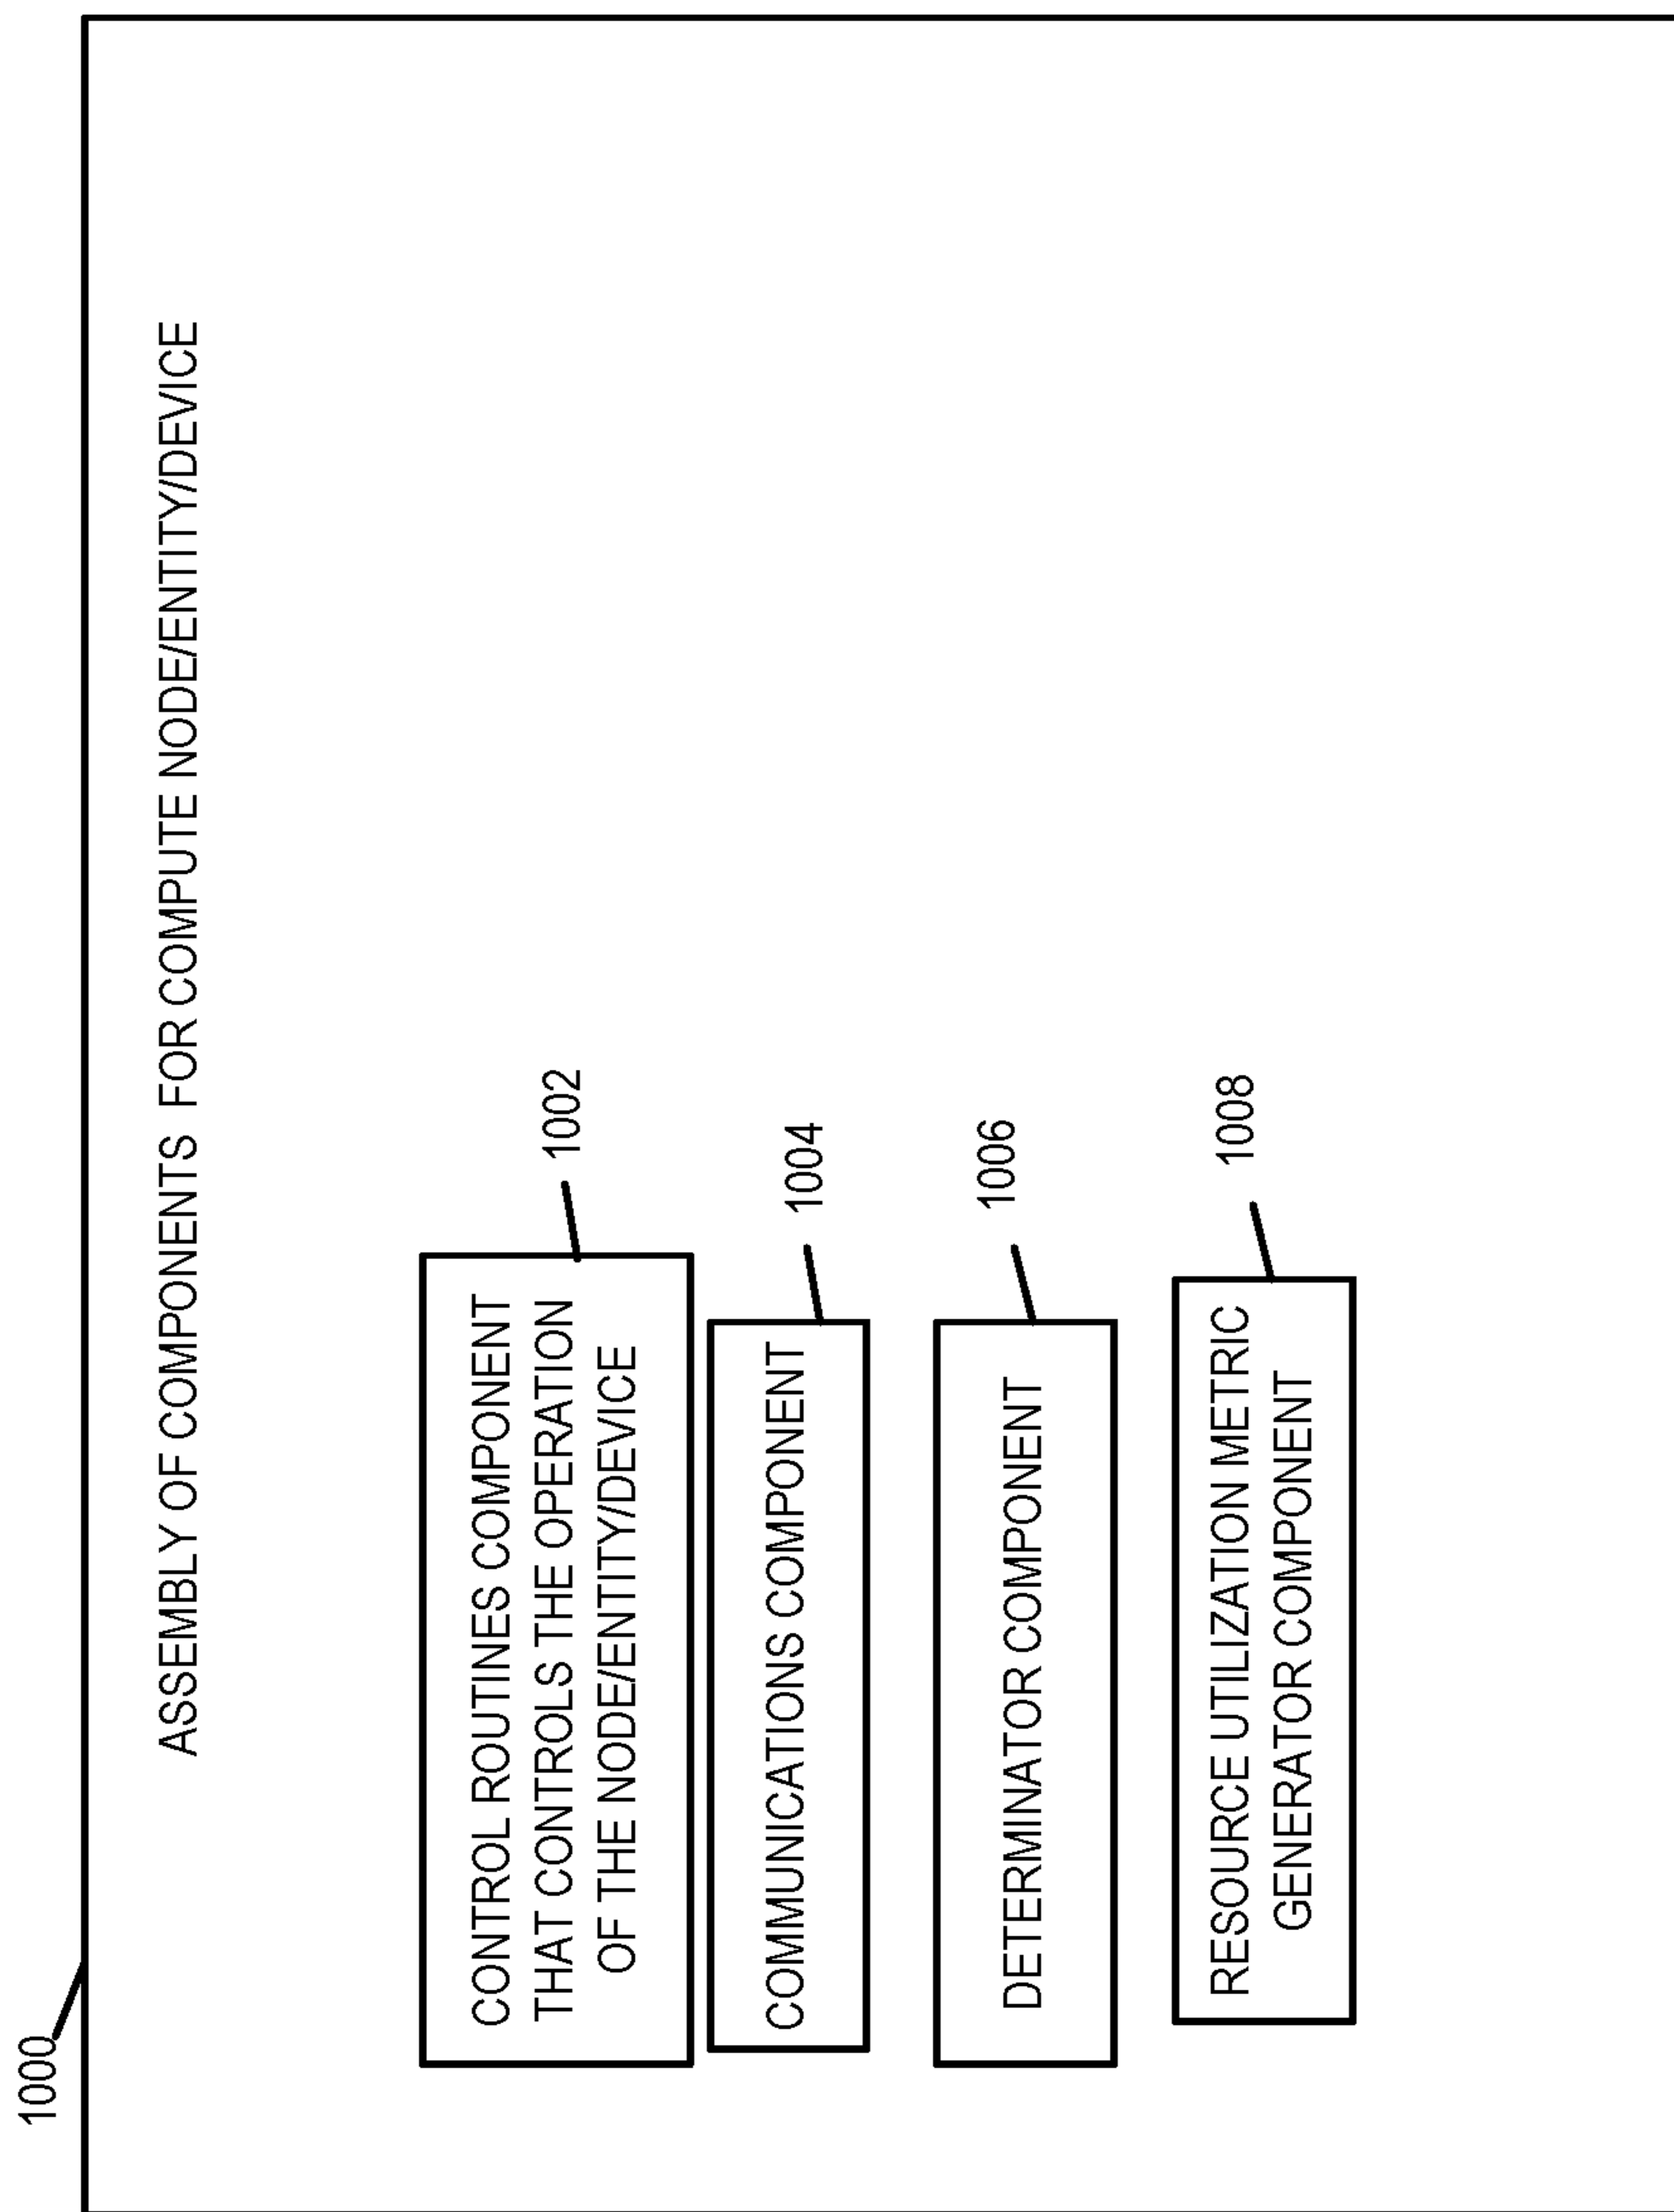 1000
ASSEMBLY OF COMPONENTS FOR COMPUTE NODE/ENTITY/DEVICE
CONTROL ROUTINES COMPONENT
THAT CONTROLS THE OPERATION
OF THE NODE/ENTITY/DEVICE
1002
COMMUNICATIONS COMPONENT
1004
DETERMINATOR COMPONENT
1006
RESOURCE UTILIZATION METRIC
GENERATOR COMPONENT
1008